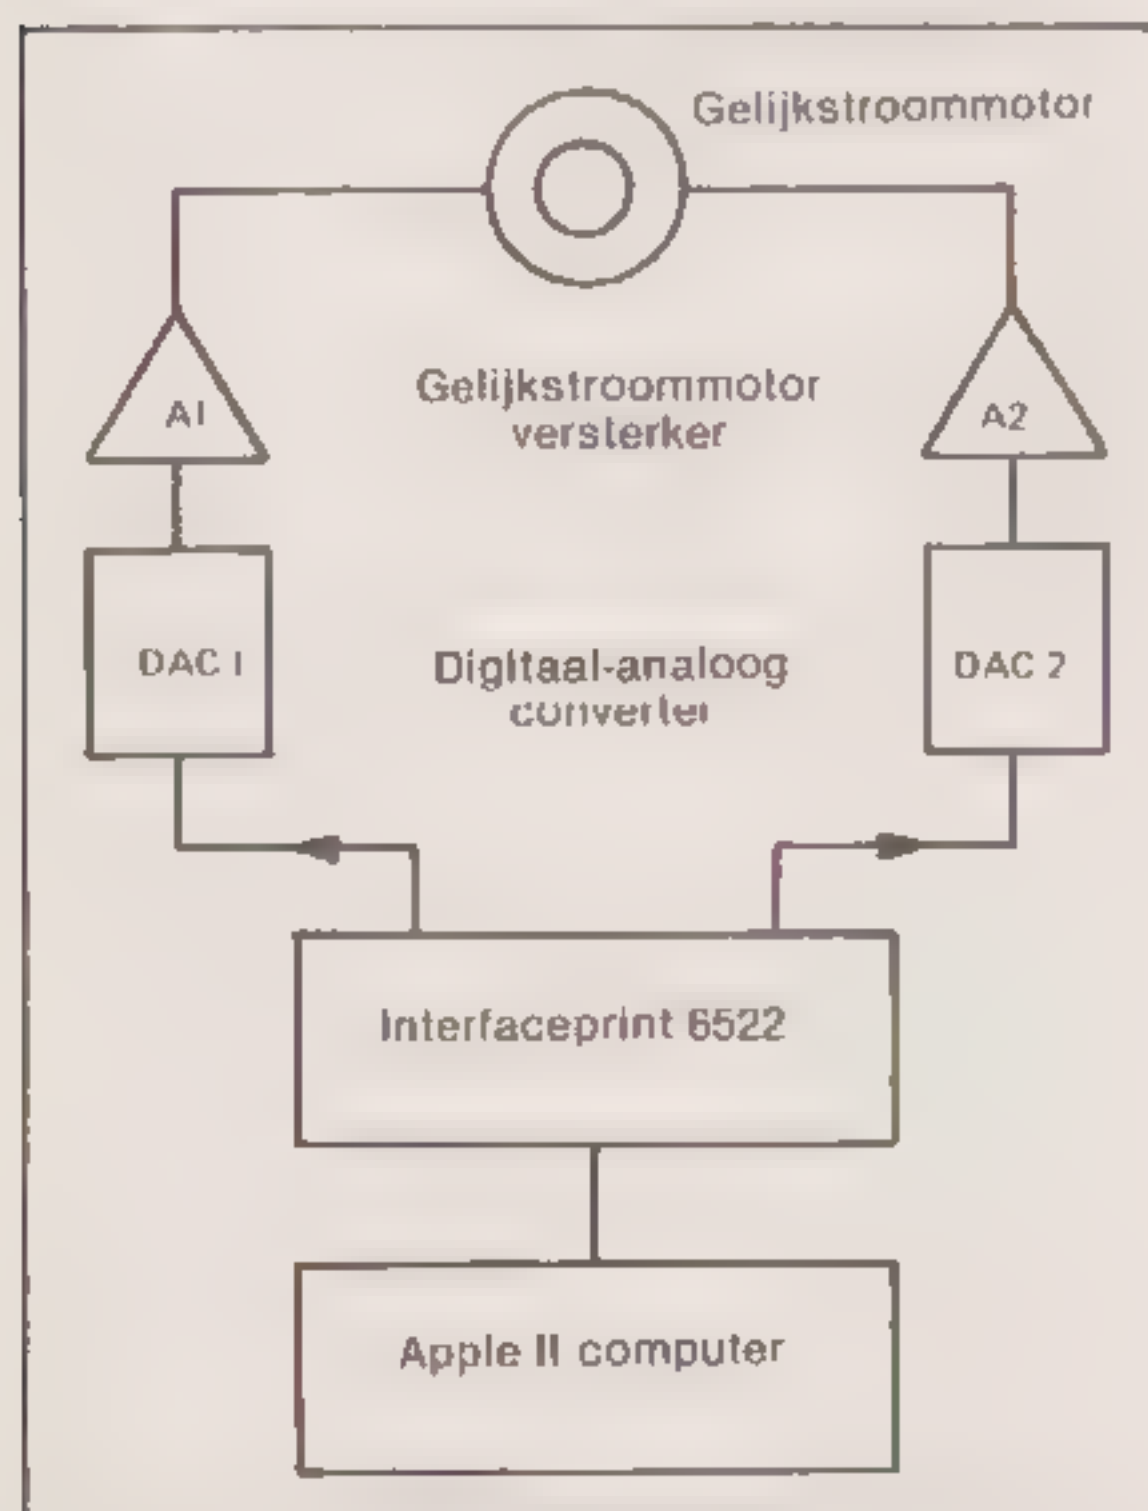 Gelijkstroommotor
Gelijkstroommotor
versterker
A1
A2
DAC 1
Digitaal-analoog
converter
DAC 2
Interfaceprint 6522
Apple II computer